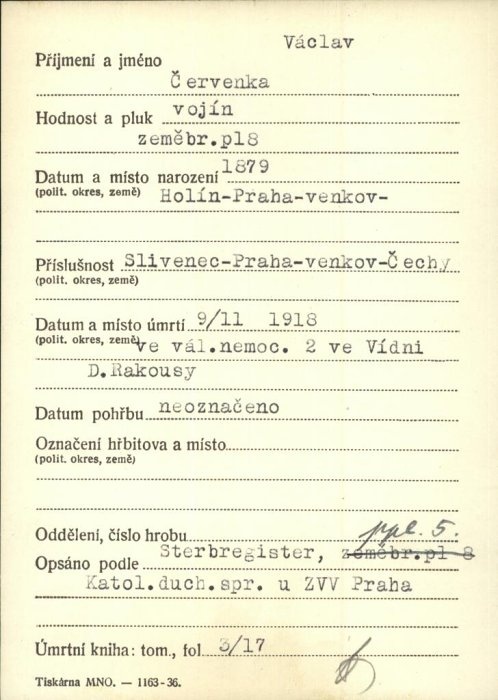 Václav
Příjmení a jméno
Červenka
Hodnost a pluk vojín
zeměbr.pl8
Datum a místo narození 1879
(polit. okres, země) Holín-Praha-venkov-
Příslušnost Slivenec-Praha-venkov-Čechy
(polit. okres, země)
Datum a místo úmrtí 9/11 1918
(polit. okres, země) ve vál.nemoc. 2 ve Vídni
D.Rakousy
Datum pohřbu neoznačeno
Označení hřbitova a místo
(polit. okres, země)
Oddělení, číslo hrobu ppl. 5.
Opsáno podle Sterbregister, zeměbr.pl 8
Katol.duch.spr. u ZVV Praha
Úmrtní kniha: tom., fol 3/17
Tiskárna MNO. — 1163-36.